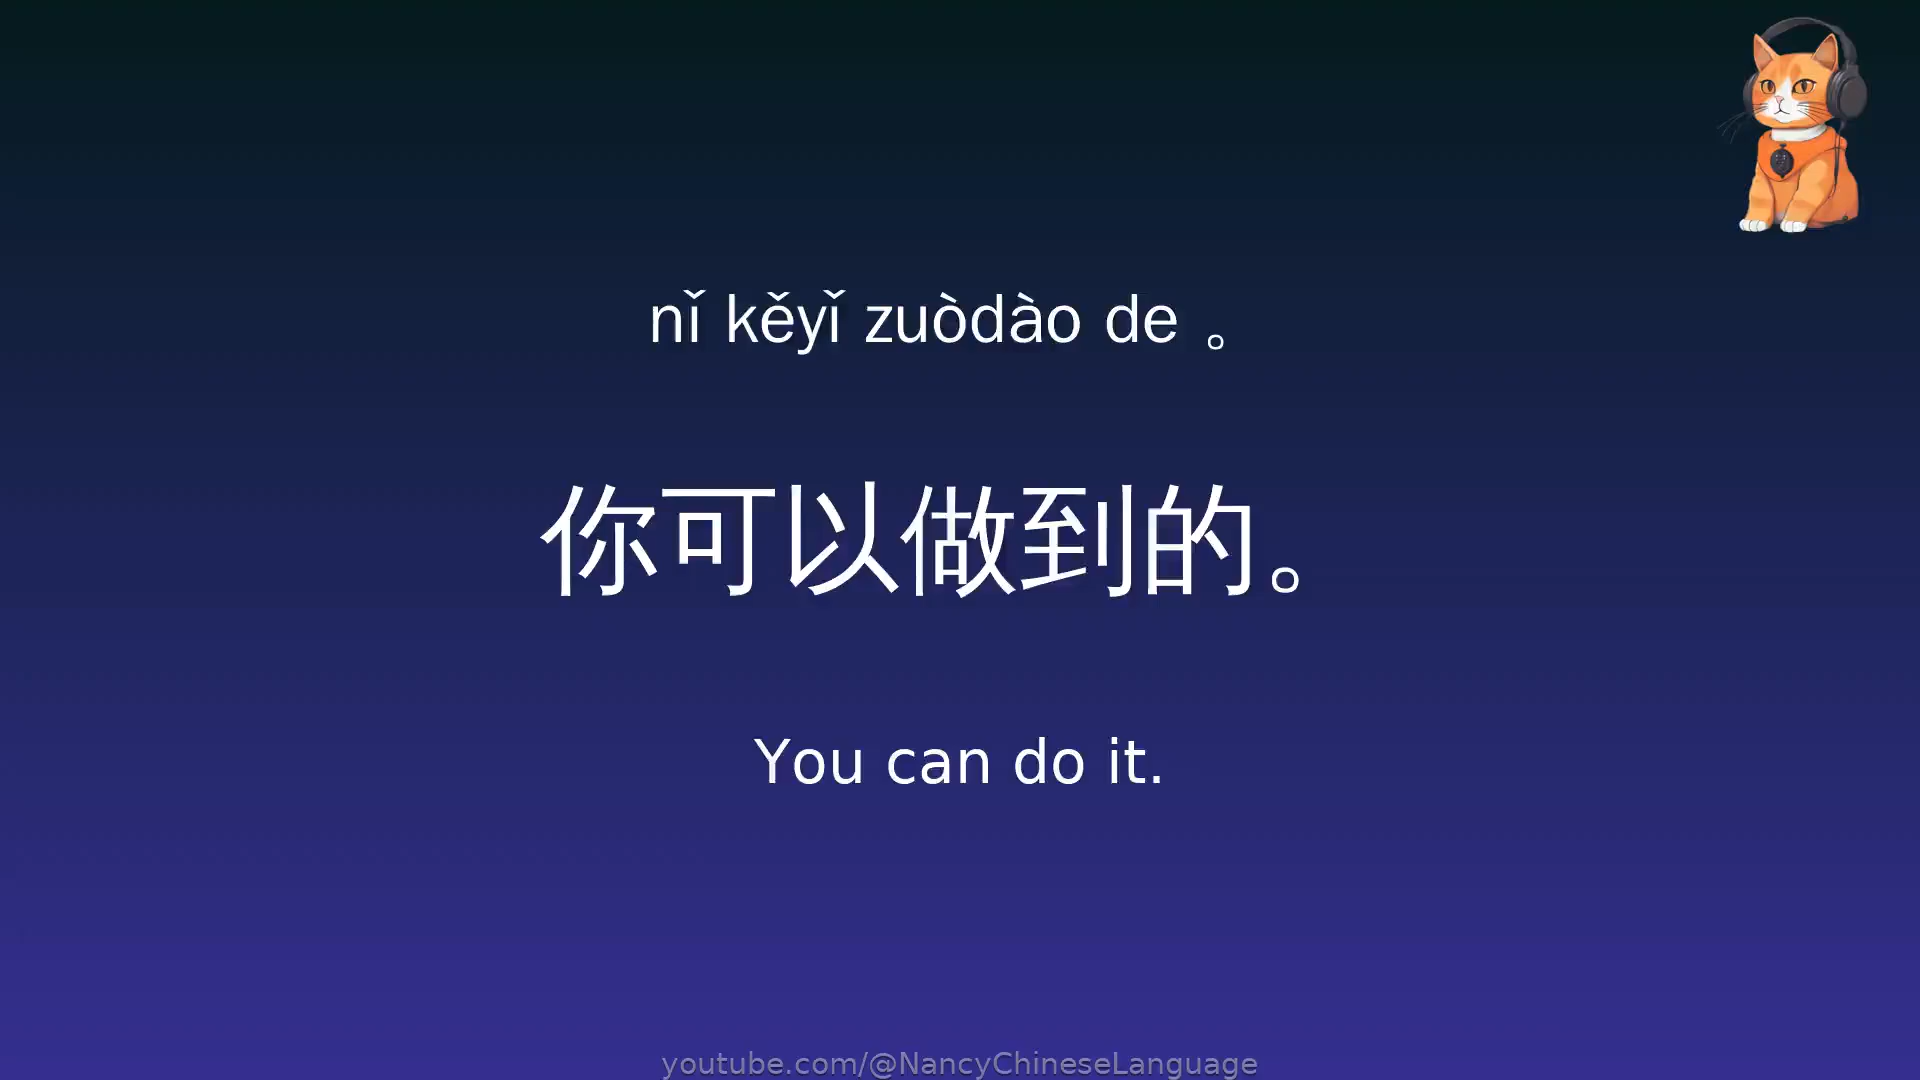 nǐ kěyǐ zuòdào de 。
你可以做到的。
You can do it.
youtube.com/@NancyChineseLanguage